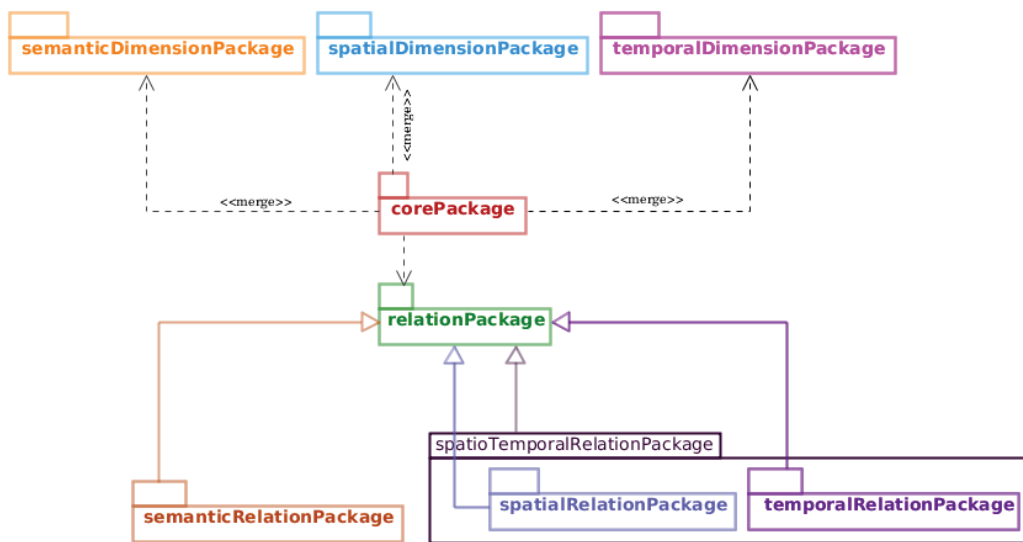 semanticDimensionPackage
spatialDimensionPackage
temporalDimensionPackage
<<merge>>
<<merge>>
<<merge>>
corePackage
relationPackage
spatioTemporalRelationPackage
semanticRelationPackage
spatialRelationPackage
temporalRelationPackage